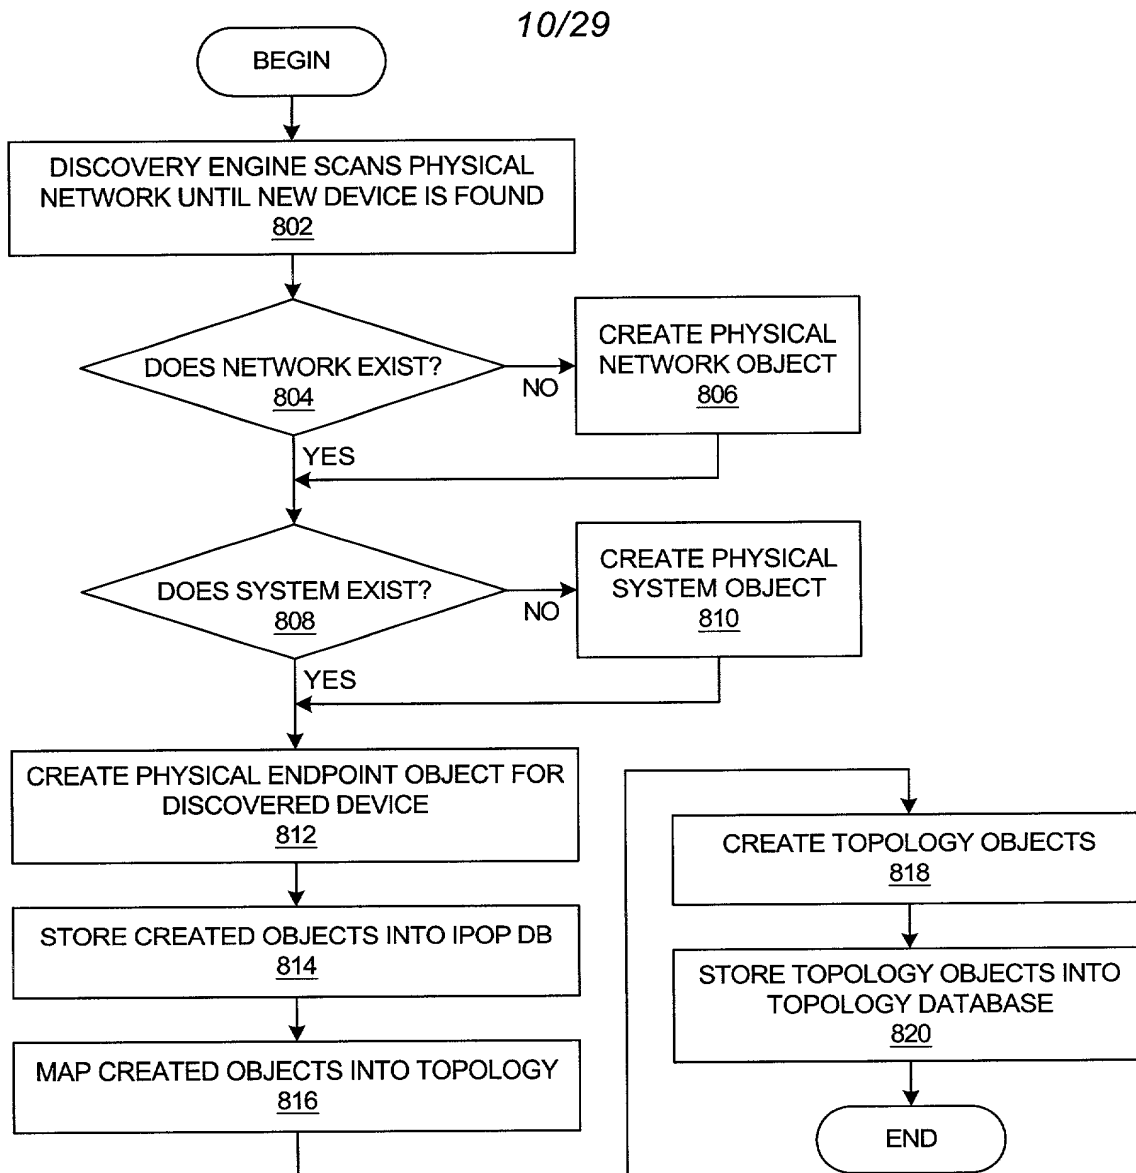 10/29
BEGIN
DISCOVERY ENGINE SCANS PHYSICAL
NETWORK UNTIL NEW DEVICE IS FOUND
802
DOES NETWORK EXIST?
804
NO
CREATE PHYSICAL
NETWORK OBJECT
806
YES
DOES SYSTEM EXIST?
808
NO
CREATE PHYSICAL
SYSTEM OBJECT
810
YES
CREATE PHYSICAL ENDPOINT OBJECT FOR
DISCOVERED DEVICE
812
STORE CREATED OBJECTS INTO IPOP DB
814
MAP CREATED OBJECTS INTO TOPOLOGY
816
CREATE TOPOLOGY OBJECTS
818
STORE TOPOLOGY OBJECTS INTO
TOPOLOGY DATABASE
820
END